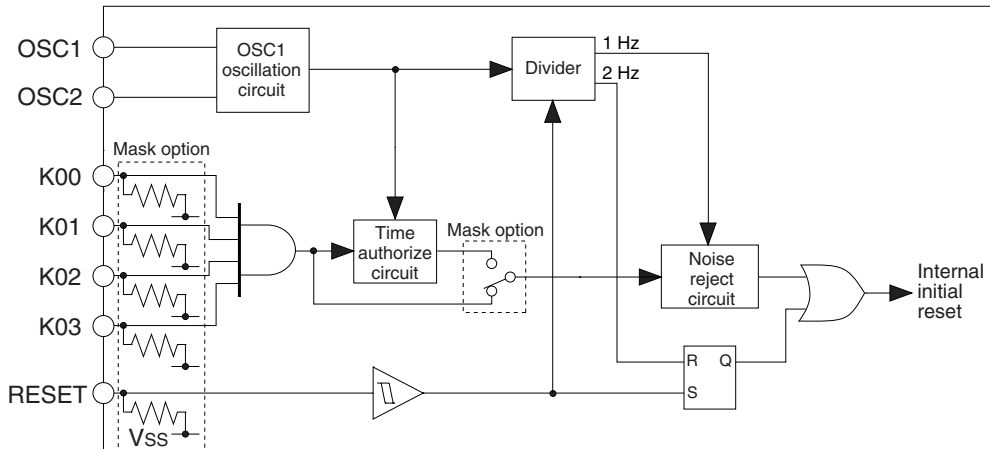 OSC1
OSC2
OSC1
oscillation
circuit
Divider
1 Hz
2 Hz
Mask option
K00
K01
K02
K03
RESET
VSS
Time
authorize
circuit
Mask option
Noise
reject
circuit
R Q
S
Internal
initial
reset